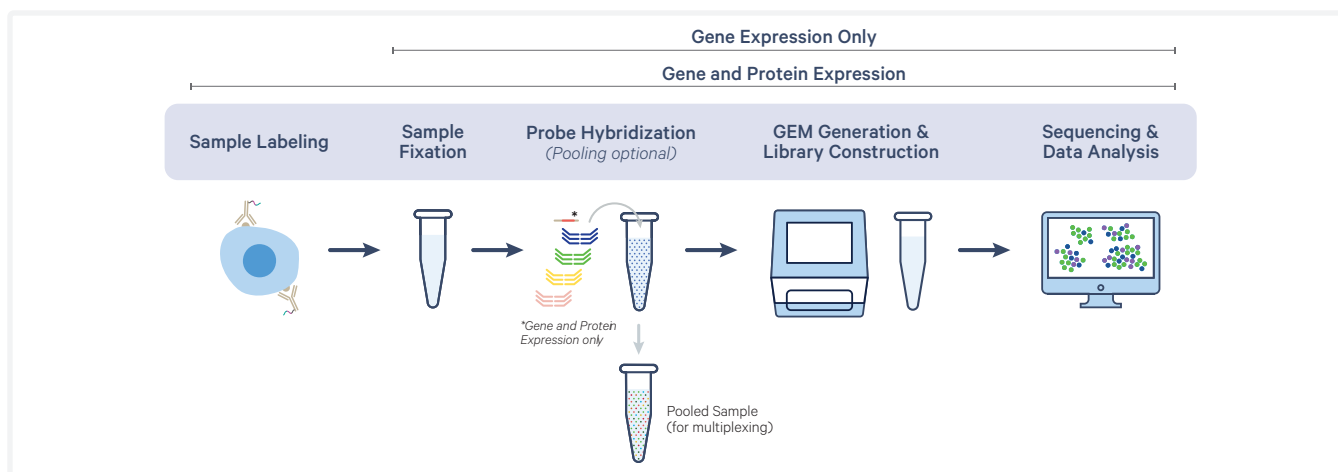 Gene Expression Only
Gene and Protein Expression
Sample Labeling
Sample
Fixation
Probe Hybridization
(Pooling optional)
GEM Generation &
Library Construction
Sequencing &
Data Analysis
*
*Gene and Protein
Expression only
Pooled Sample
(for multiplexing)